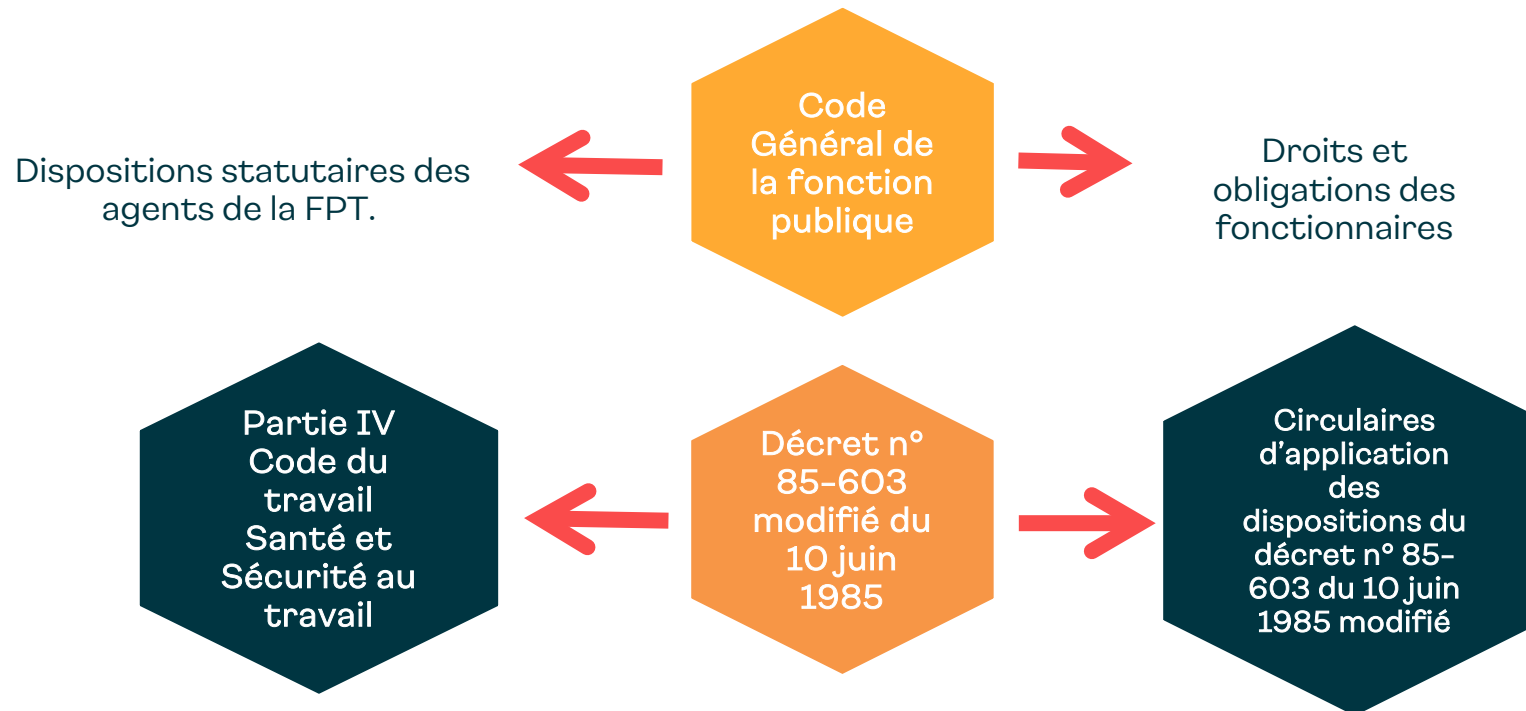 Code
Général de
la fonction
publique
Dispositions statutaires des
agents de la FPT.
Droits et
obligations des
fonctionnaires
Partie IV
Code du
travail
Santé et
Sécurité au
travail
Décret n°
85-603
modifié du
10 juin
1985
Circulaires
d'application
des
dispositions du
décret n° 85-
603 du 10 juin
1985 modifié